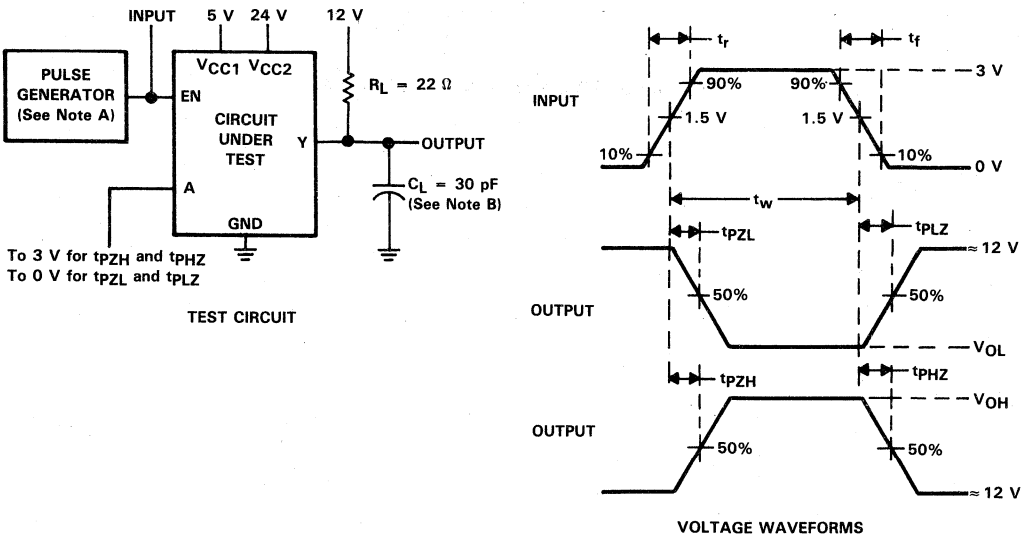 INPUT 5 V 24 V 12 V
PULSE
GENERATOR
(See Note A)
VCC1 VCC2
EN
CIRCUIT
UNDER
TEST
Y
A
GND
RL = 22 Ω
OUTPUT
CL = 30 pF
(See Note B)
To 3 V for tPZH and tPHZ
To 0 V for tPZL and tPLZ
TEST CIRCUIT
tr tf
INPUT
3 V
90% 90%
1.5 V 1.5 V
10% 10%
0 V
tw
tPZL tPLZ
≈ 12 V
50% 50%
OUTPUT
VOL
tPZH tPHZ
VOH
OUTPUT
50% 50%
≈ 12 V
VOLTAGE WAVEFORMS